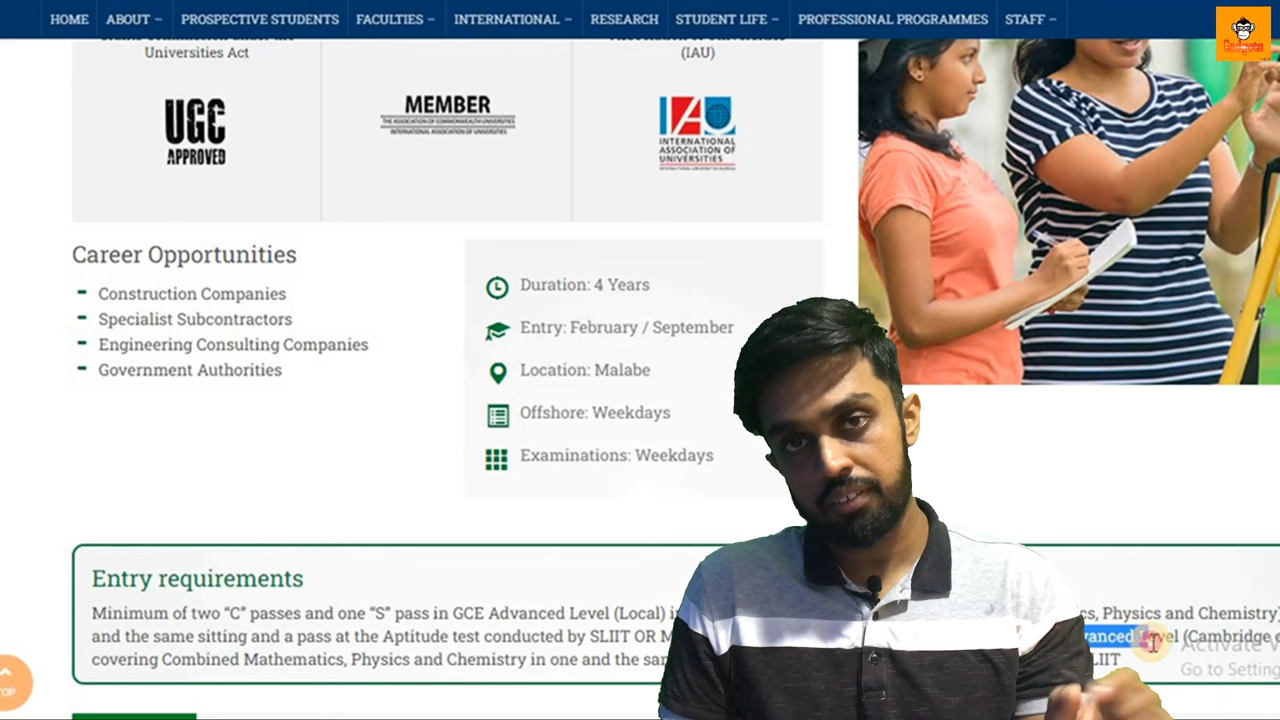 HOME ABOUT PROSPECTIVE STUDENTS FACULTIES INTERNATIONAL RESEARCH STUDENT LIFE PROFESSIONAL PROGRAMMES STAFF
Gadgets
Universities Act
(IAU)
UGC
APPROVED
MEMBER
THE ASSOCIATION OF COMMONWEALTH UNIVERSITIES
INTERNATIONAL ASSOCIATION OF UNIVERSITIES
IAU
INTERNATIONAL
ASSOCIATION OF
UNIVERSITIES
Career Opportunities
Construction Companies
Specialist Subcontractors
Engineering Consulting Companies
Government Authorities
Duration: 4 Years
Entry: February / September
Location: Malabe
Offshore: Weekdays
Examinations: Weekdays
Entry requirements
Minimum of two “C” passes and one “S” pass in GCE Advanced Level (Local) Physics and Chemistry
and the same sitting and a pass at the Aptitude test conducted by SLIIT OR vanced Level (Cambridge
covering Combined Mathematics, Physics and Chemistry in one and the LIIT
Activate
Go to Setting
TOP